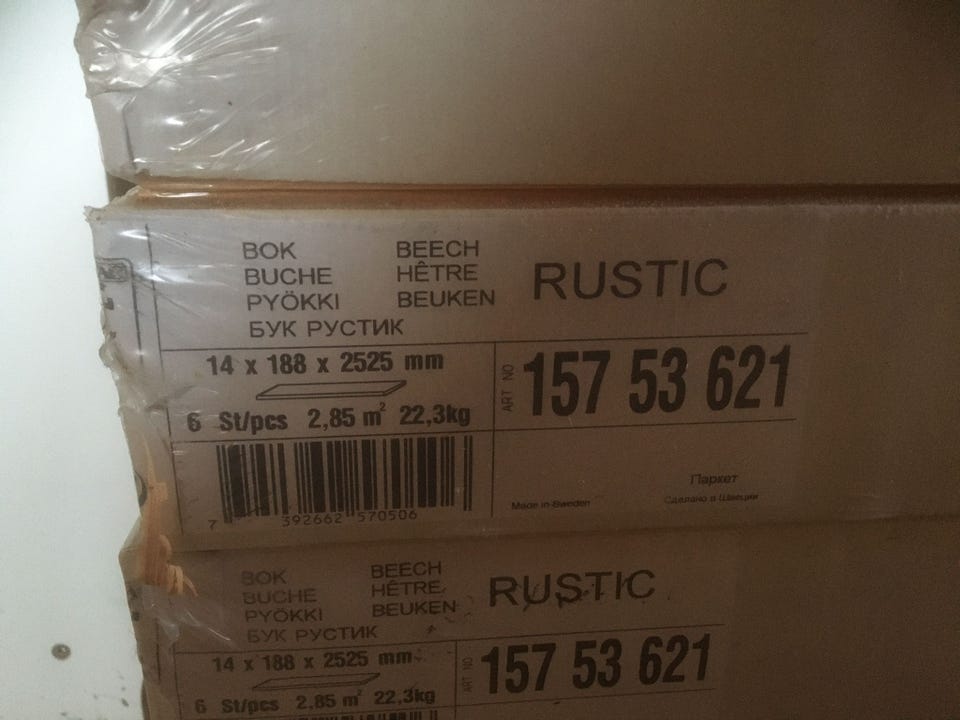 BOK BEECH
BUCHE HÊTRE RUSTIC
PYÖKKI BEUKEN
БУК РУСТИК
14 x 188 x 2525 mm
6 St/pcs 2,85 m² 22,3kg
ART NO 157 53 621
7 392662 570506
Made in Sweden
Паркет
Сделано в Швеции
BOK BEECH
BUCHE HÊTRE RUSTIC
PYÖKKI BEUKEN
БУК РУСТИК
14 x 188 x 2525 mm
6 St/pcs 2,85 m² 22,3kg
ART NO 157 53 621